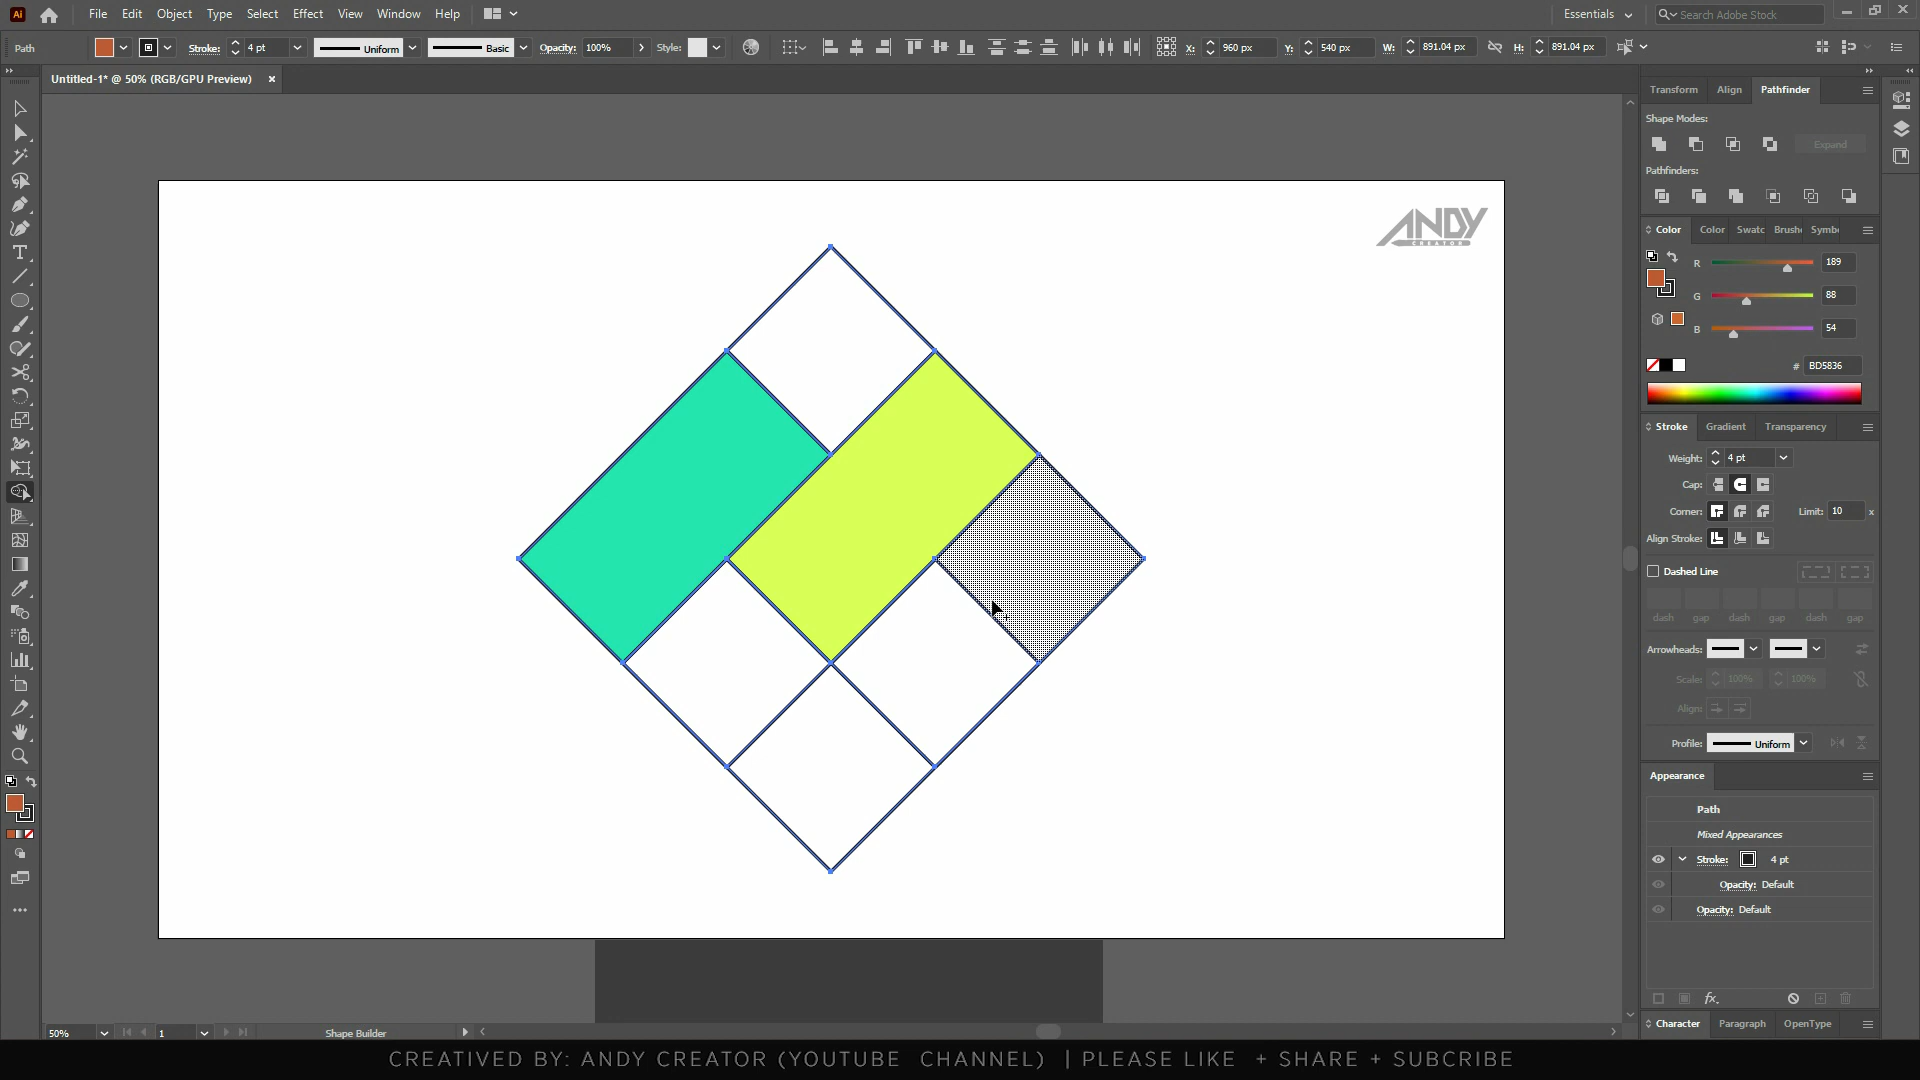 Ai File Edit Object Type Select Effect View Window Help Essentials Search Adobe Stock
Path Stroke: 4 pt Uniform Basic Opacity: 100% Style: X: 960 px Y: 540 px W: 891.04 px H: 891.04 px
Untitled-1* @ 50% (RGB/GPU Preview) ×
Transform Align Pathfinder
Shape Modes:
Expand
Pathfinders:
ANDY
CREATOR
Color Color Swatc Brushe Symb
R 189
G 88
B 54
# BD5836
Stroke Gradient Transparency
Weight: 4 pt
Cap:
Corner: Limit: 10 x
Align Stroke:
Dashed Line
dash gap dash gap dash gap
Arrowheads:
Scale: 100% 100%
Align:
Profile: Uniform
Appearance
Path
Mixed Appearances
Stroke: 4 pt
Opacity: Default
Opacity: Default
fx.
Character Paragraph OpenType
50% 1 Shape Builder
CREATIVED BY: ANDY CREATOR (YOUTUBE CHANNEL) | PLEASE LIKE + SHARE + SUBCRIBE